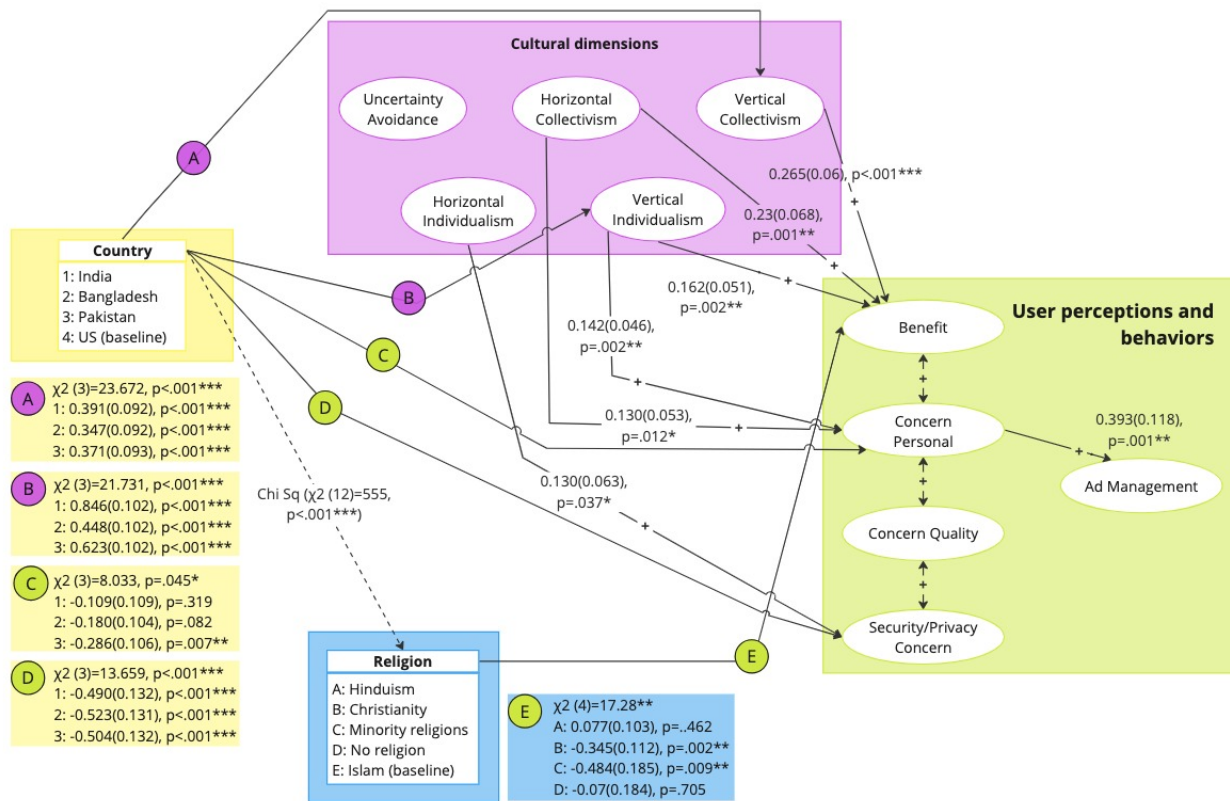 Cultural dimensions
Uncertainty
Avoidance
Horizontal
Collectivism
Vertical
Collectivism
A
0.265(0.06), p<.001***
+
Horizontal
Individualism
Vertical
Individualism
0.23(0.068),
p=.001**
+
Country
1: India
2: Bangladesh
3: Pakistan
4: US (baseline)
B
+
0.162(0.051),
p=.002**
User perceptions and
behaviors
Benefit
0.142(0.046),
p=.002**
C
+
+
D
0.130(0.053),
p=.012*
+
Concern
Personal
0.393(0.118),
p=.001**
+
Ad Management
A
χ2 (3)=23.672, p<.001***
1: 0.391(0.092), p<.001***
2: 0.347(0.092), p<.001***
3: 0.371(0.093), p<.001***
+
0.130(0.063),
p=.037*
+
Concern Quality
B
χ2 (3)=21.731, p<.001***
1: 0.846(0.102), p<.001***
2: 0.448(0.102), p<.001***
3: 0.623(0.102), p<.001***
Chi Sq (χ2 (12)=555,
p<.001***)
+
Security/Privacy
Concern
C
χ2 (3)=8.033, p=.045*
1: -0.109(0.109), p=.319
2: -0.180(0.104), p=.082
3: -0.286(0.106), p=.007**
D
χ2 (3)=13.659, p<.001***
1: -0.490(0.132), p<.001***
2: -0.523(0.131), p<.001***
3: -0.504(0.132), p<.001***
Religion
A: Hinduism
B: Christianity
C: Minority religions
D: No religion
E: Islam (baseline)
E
E
χ2 (4)=17.28**
A: 0.077(0.103), p=..462
B: -0.345(0.112), p=.002**
C: -0.484(0.185), p=.009**
D: -0.07(0.184), p=.705